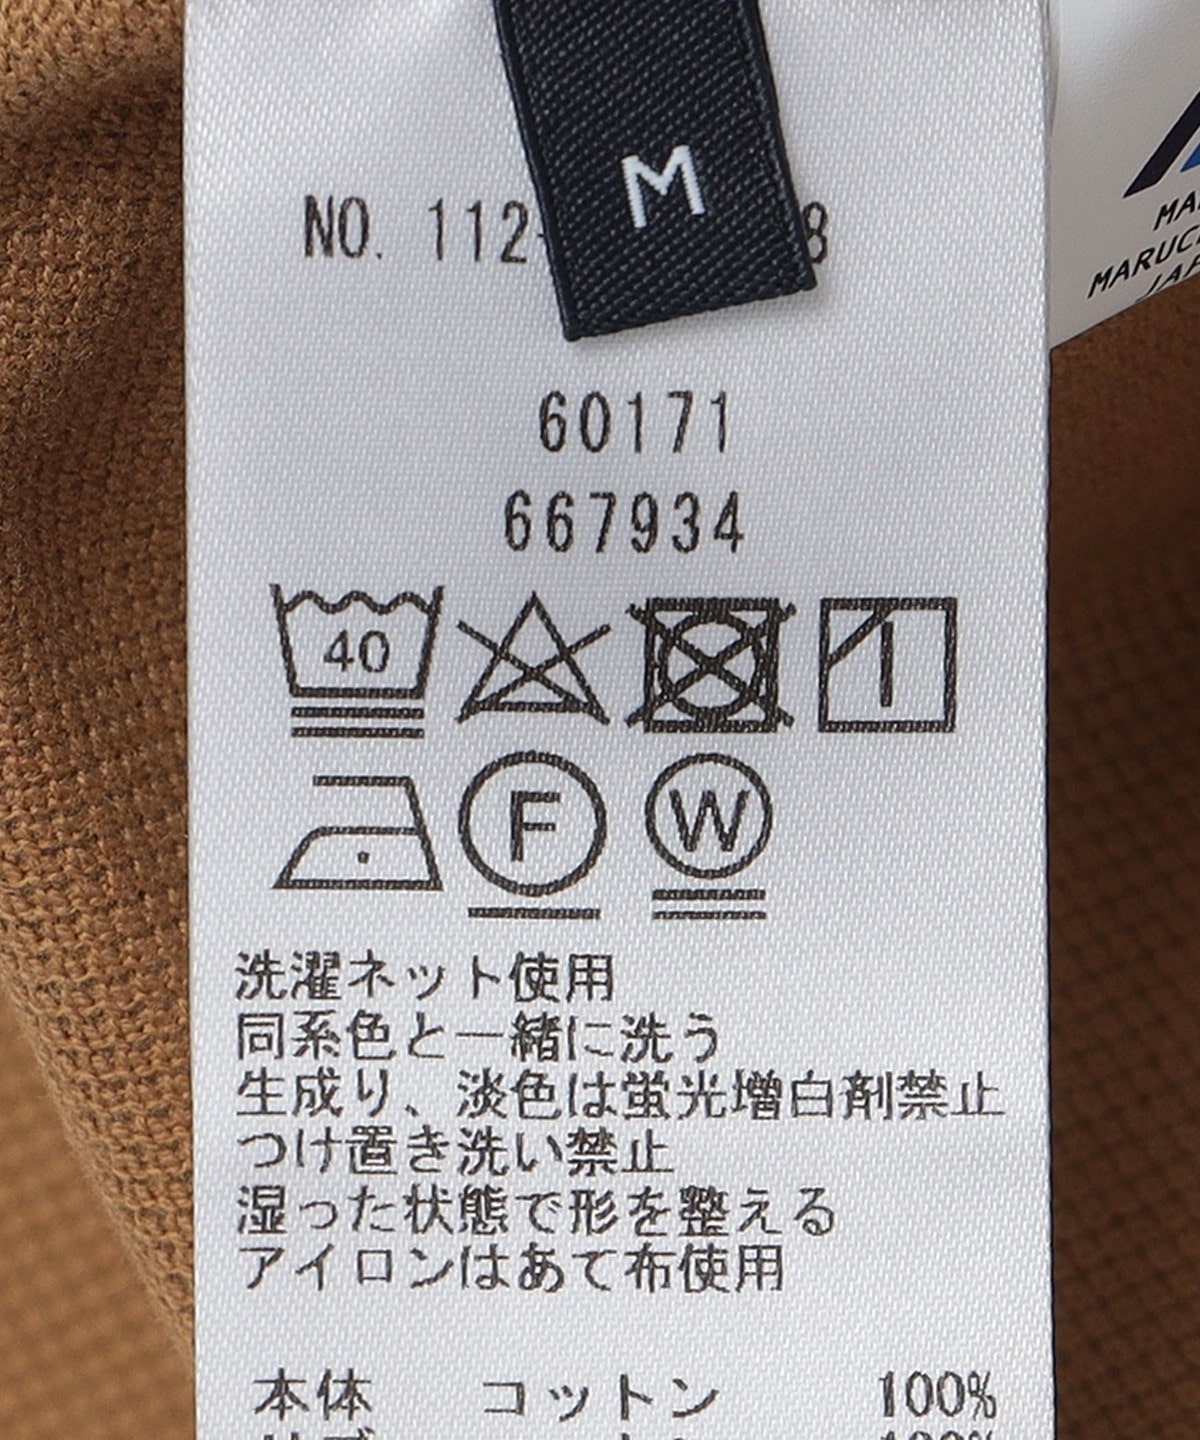 M
NO. 112 8
60171
667934
40
F
W
洗濯ネット使用
同系色と一緒に洗う
生成り、淡色は蛍光増白剤禁止
つけ置き洗い禁止
湿った状態で形を整える
アイロンはあて布使用
本体 コットン 100%